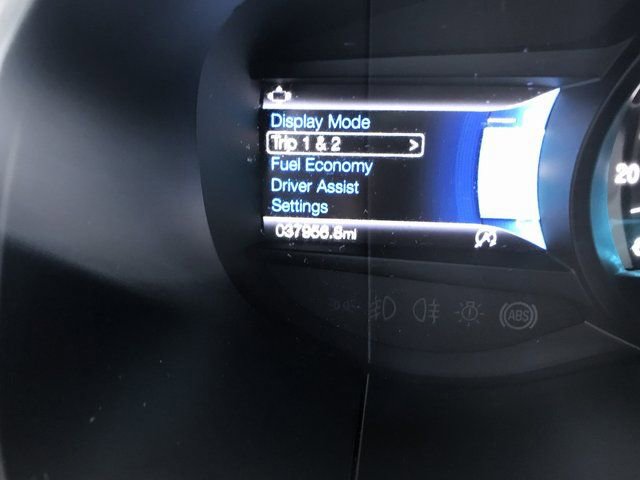 Display Mode
Trip 1 & 2 >
Fuel Economy
Driver Assist
Settings
037956.8mi
20
ABS